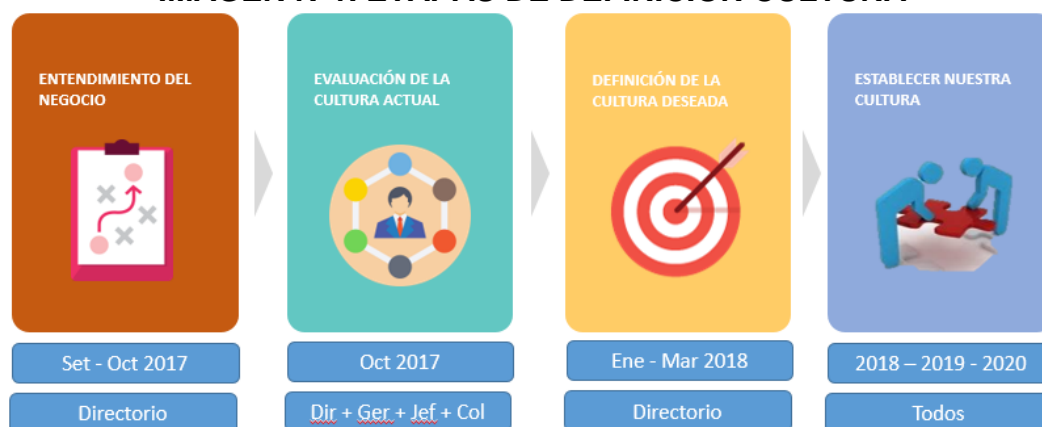 ENTENDIMIENTO DEL
NEGOCIO
EVALUACIÓN DE LA
CULTURA ACTUAL
DEFINICIÓN DE LA
CULTURA DESEADA
ESTABLECER NUESTRA
CULTURA
Set - Oct 2017
Oct 2017
Ene - Mar 2018
2018 – 2019 - 2020
Directorio
Dir + Ger + Jef + Col
Directorio
Todos